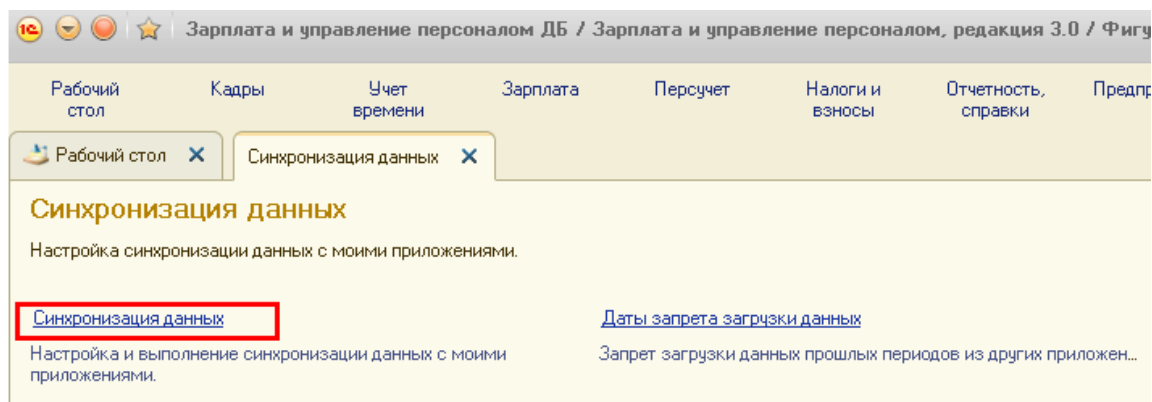 1С Зарплата и управление персоналом ДБ / Зарплата и управление персоналом, редакция 3.0 / Фигу
Рабочий стол Кадры Учет времени Зарплата Персучет Налоги и взносы Отчетность, справки Предпр
Рабочий стол Синхронизация данных
Синхронизация данных
Настройка синхронизации данных с моими приложениями.
Синхронизация данных Даты запрета загрузки данных
Настройка и выполнение синхронизации данных с моими Запрет загрузки данных прошлых периодов из других приложен...
приложениями.